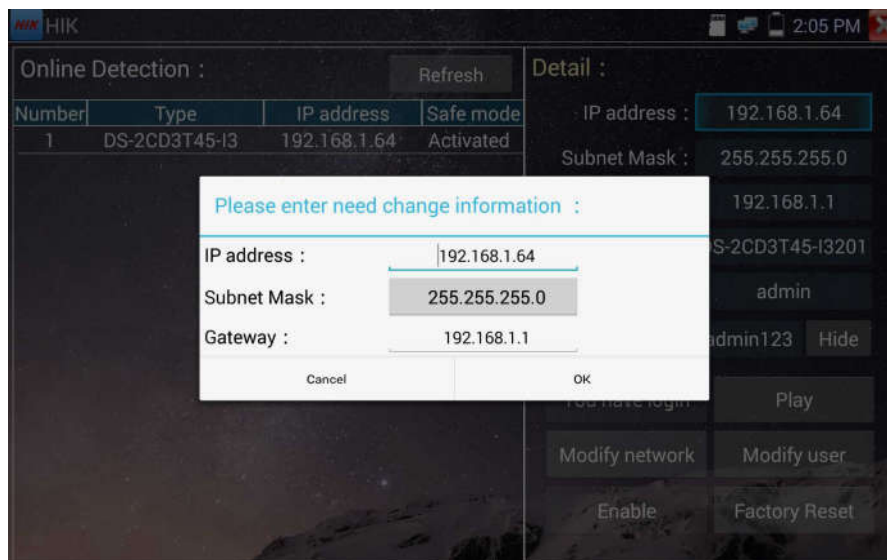 HIK HIK 2:05 PM
Online Detection : Refresh
Number Type IP address Safe mode
1 DS-2CD3T45-I3 192.168.1.64 Activated
Detail :
IP address : 192.168.1.64
Subnet Mask : 255.255.255.0
192.168.1.1
S-2CD3T45-I3201
admin
dmin123 Hide
You have login Play
Modify network Modify user
Enable Factory Reset
Please enter need change information :
IP address : 192.168.1.64
Subnet Mask : 255.255.255.0
Gateway : 192.168.1.1
Cancel OK